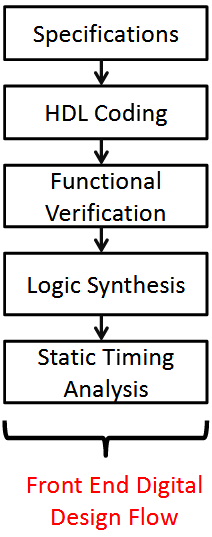 Specifications
HDL Coding
Functional
Verification
Logic Synthesis
Static Timing
Analysis
Front End Digital
Design Flow